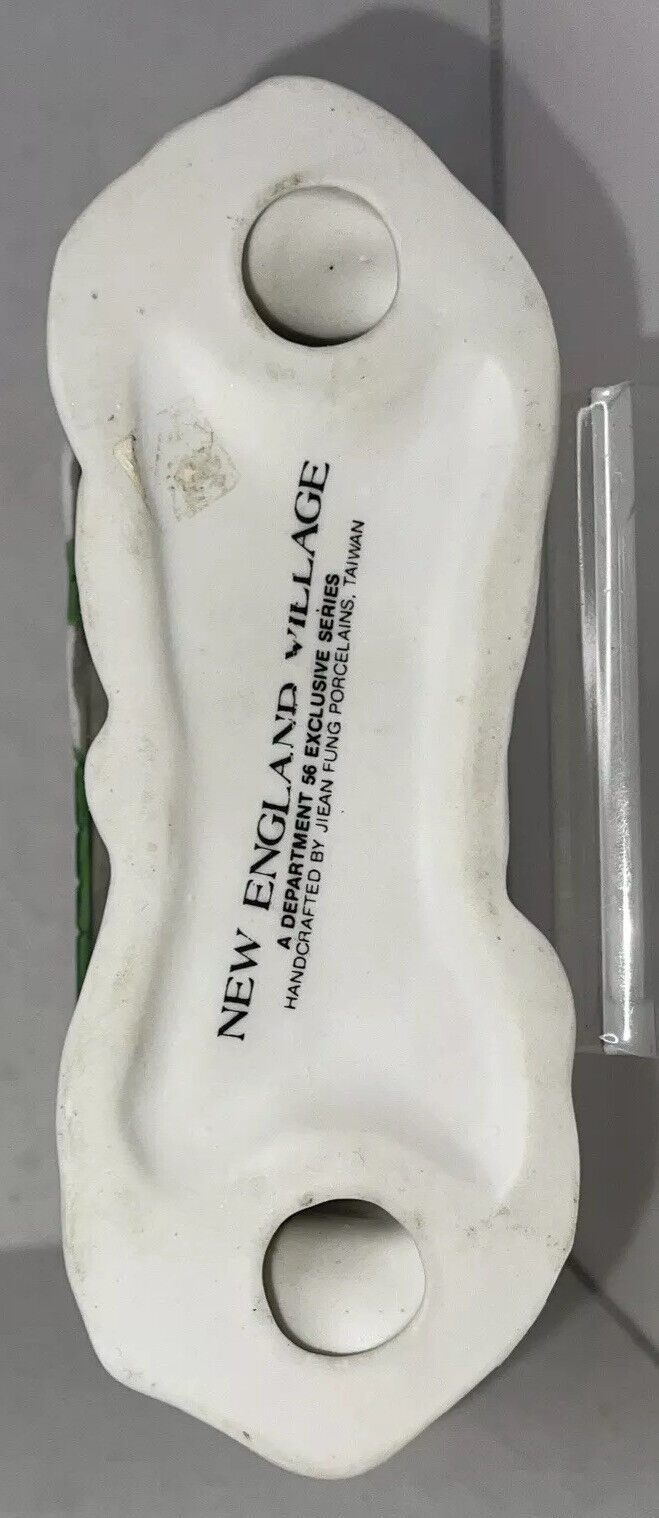 NEW ENGLAND VILLAGE
A DEPARTMENT 56 EXCLUSIVE SERIES
HANDCRAFTED BY JIEAN FUNG PORCELAINS, TAIWAN